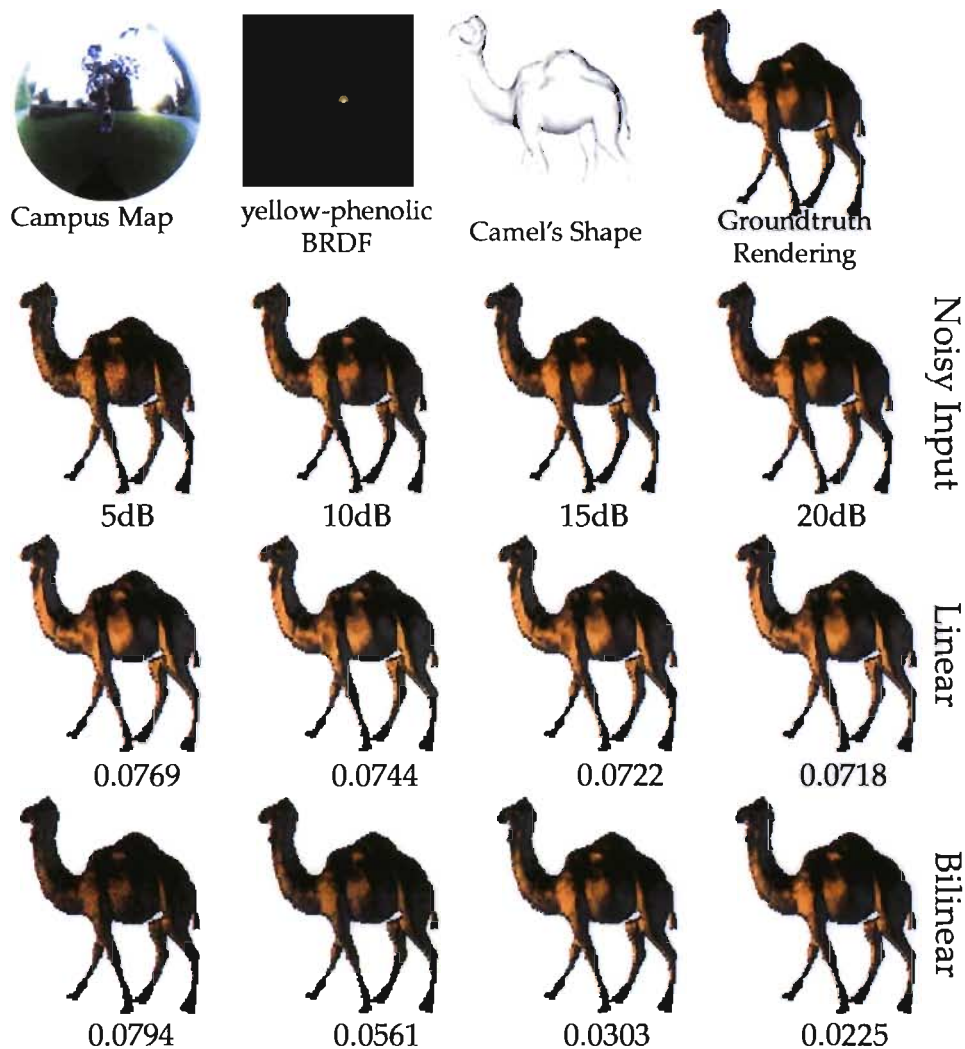 Campus Map
yellow-phenolic
BRDF
Camel's Shape
Groundtruth
Rendering
Noisy Input
5dB
10dB
15dB
20dB
Linear
0.0769
0.0744
0.0722
0.0718
Bilinear
0.0794
0.0561
0.0303
0.0225